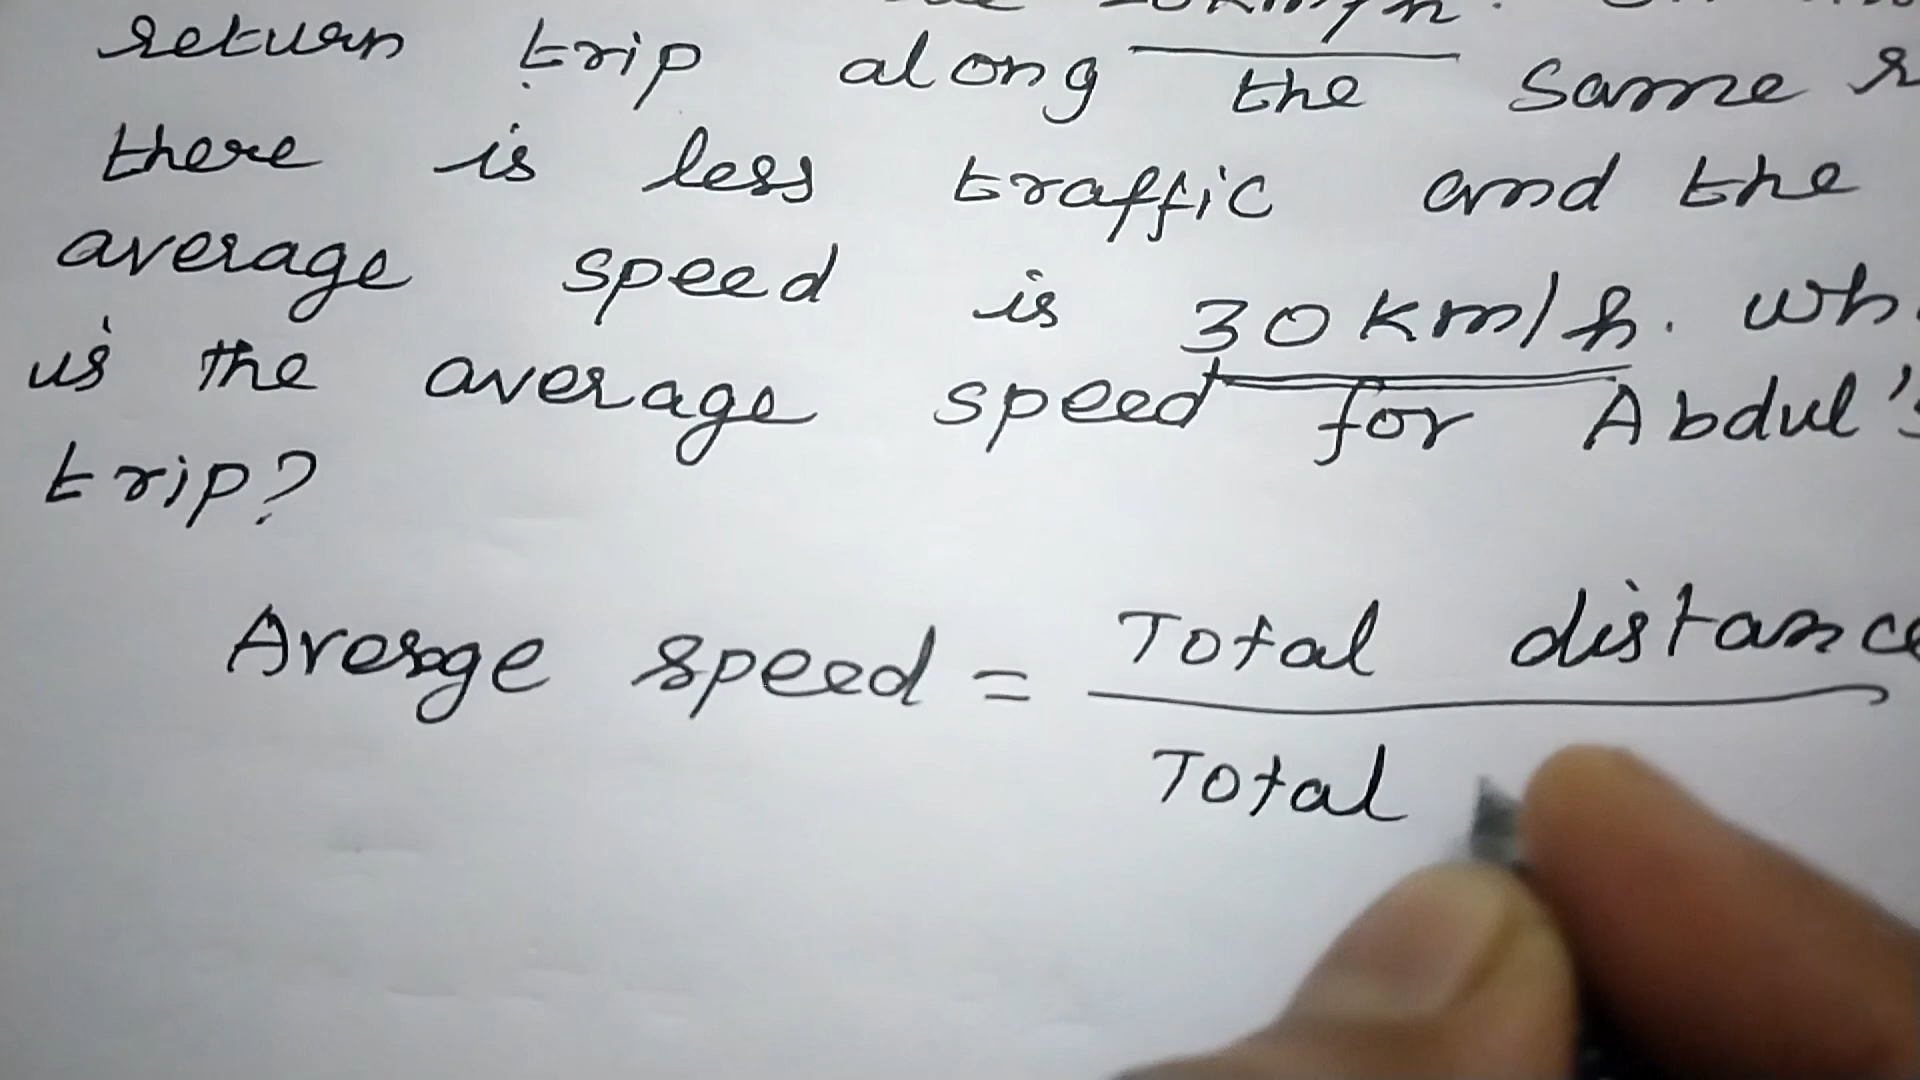 return trip along the same
there is less traffic and the
average speed is 30 km/h.
is the average speed for Abdul's
trip?
Average speed = Total distance
Total